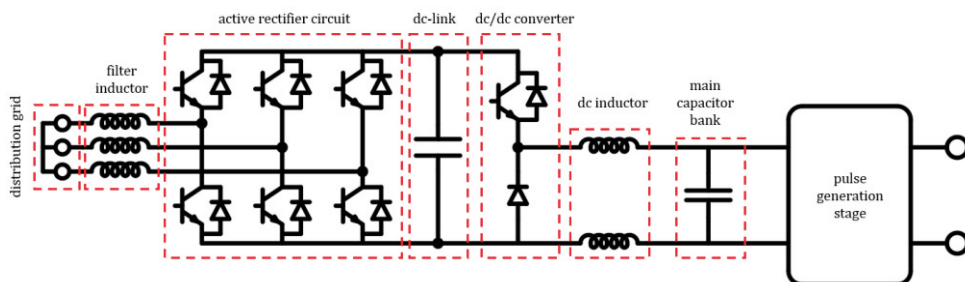 active rectifier circuit
dc-link
dc/dc converter
filter
inductor
main
capacitor
bank
dc inductor
distribution grid
pulse
generation
stage